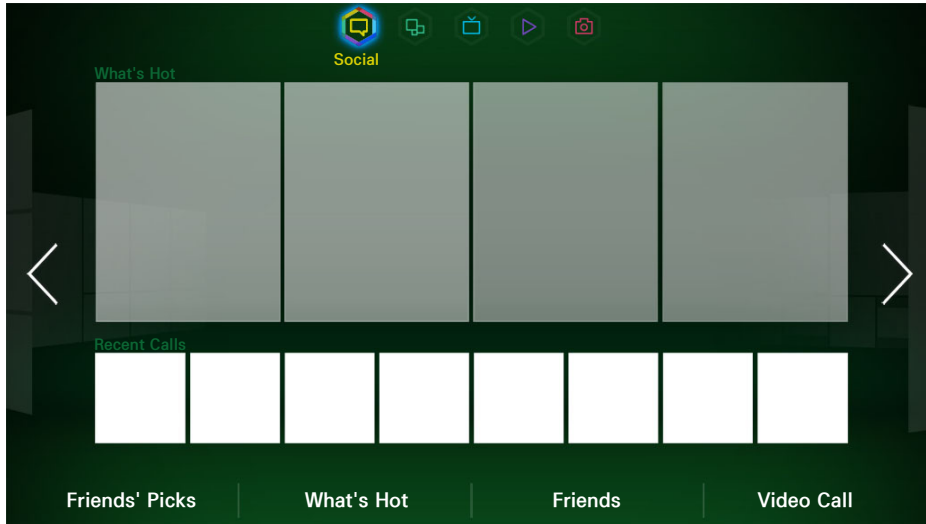 Social
What's Hot
Recent Calls
Friends' Picks
What's Hot
Friends
Video Call